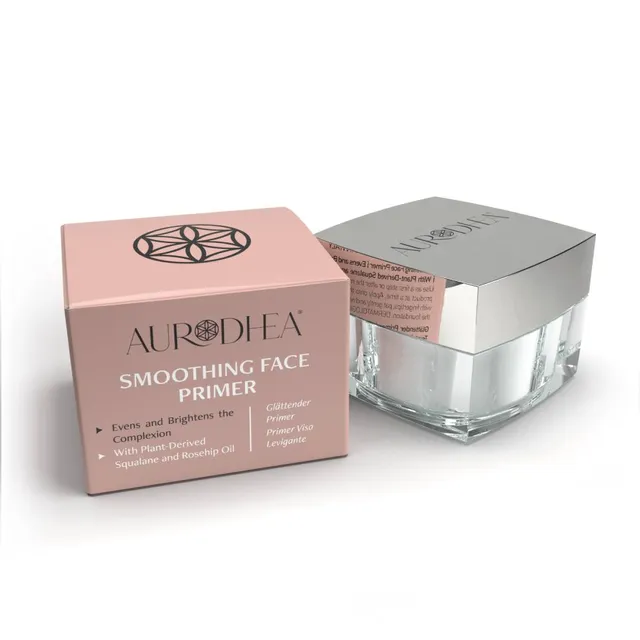 AURODHEA®
SMOOTHING FACE
PRIMER
Evens and Brightens the
Complexion
With Plant-Derived
Squalane and Rosehip Oil
Glättender
Primer
Primer Viso
Levigante
AURODHEA